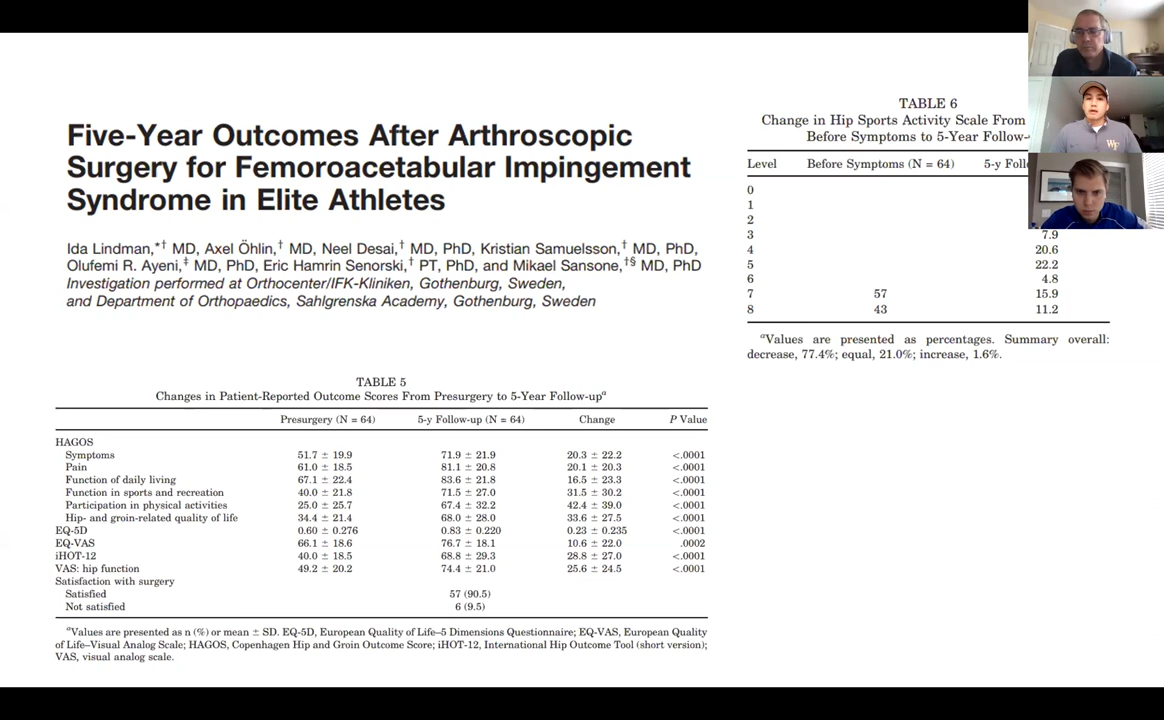 Five-Year Outcomes After Arthroscopic
Surgery for Femoroacetabular Impingement
Syndrome in Elite Athletes
Ida Lindman,*† MD, Axel Öhlin,† MD, Neel Desai,† MD, PhD, Kristian Samuelsson,† MD, PhD,
Olufemi R. Ayeni,‡ MD, PhD, Eric Hamrin Senorski,† PT, PhD, and Mikael Sansone,†§ MD, PhD
Investigation performed at Orthocenter/IFK-Kliniken, Gothenburg, Sweden,
and Department of Orthopaedics, Sahlgrenska Academy, Gothenburg, Sweden
TABLE 5
Changes in Patient-Reported Outcome Scores From Presurgery to 5-Year Follow-upa
Presurgery (N = 64) 5-y Follow-up (N = 64) Change P Value
HAGOS
Symptoms 51.7 ± 19.9 71.9 ± 21.9 20.3 ± 22.2 <.0001
Pain 61.0 ± 18.5 81.1 ± 20.8 20.1 ± 20.3 <.0001
Function of daily living 67.1 ± 22.4 83.6 ± 21.8 16.5 ± 23.3 <.0001
Function in sports and recreation 40.0 ± 21.8 71.5 ± 27.0 31.5 ± 30.2 <.0001
Participation in physical activities 25.0 ± 25.7 67.4 ± 32.2 42.4 ± 39.0 <.0001
Hip- and groin-related quality of life 34.4 ± 21.4 68.0 ± 28.0 33.6 ± 27.5 <.0001
EQ-5D 0.60 ± 0.276 0.83 ± 0.220 0.23 ± 0.235 <.0001
EQ-VAS 66.1 ± 18.6 76.7 ± 18.1 10.6 ± 22.0 .0002
iHOT-12 40.0 ± 18.5 68.8 ± 29.3 28.8 ± 27.0 <.0001
VAS: hip function 49.2 ± 20.2 74.4 ± 21.0 25.6 ± 24.5 <.0001
Satisfaction with surgery
Satisfied 57 (90.5)
Not satisfied 6 (9.5)
aValues are presented as n (%) or mean ± SD. EQ-5D, European Quality of Life–5 Dimensions Questionnaire; EQ-VAS, European Quality
of Life–Visual Analog Scale; HAGOS, Copenhagen Hip and Groin Outcome Score; iHOT-12, International Hip Outcome Tool (short version);
VAS, visual analog scale.
TABLE 6
Change in Hip Sports Activity Scale From
Before Symptoms to 5-Year Follow-
Level Before Symptoms (N = 64) 5-y Foll
0
1
2
3 7.9
4 20.6
5 22.2
6 4.8
7 57 15.9
8 43 11.2
aValues are presented as percentages. Summary overall:
decrease, 77.4%; equal, 21.0%; increase, 1.6%.
WF